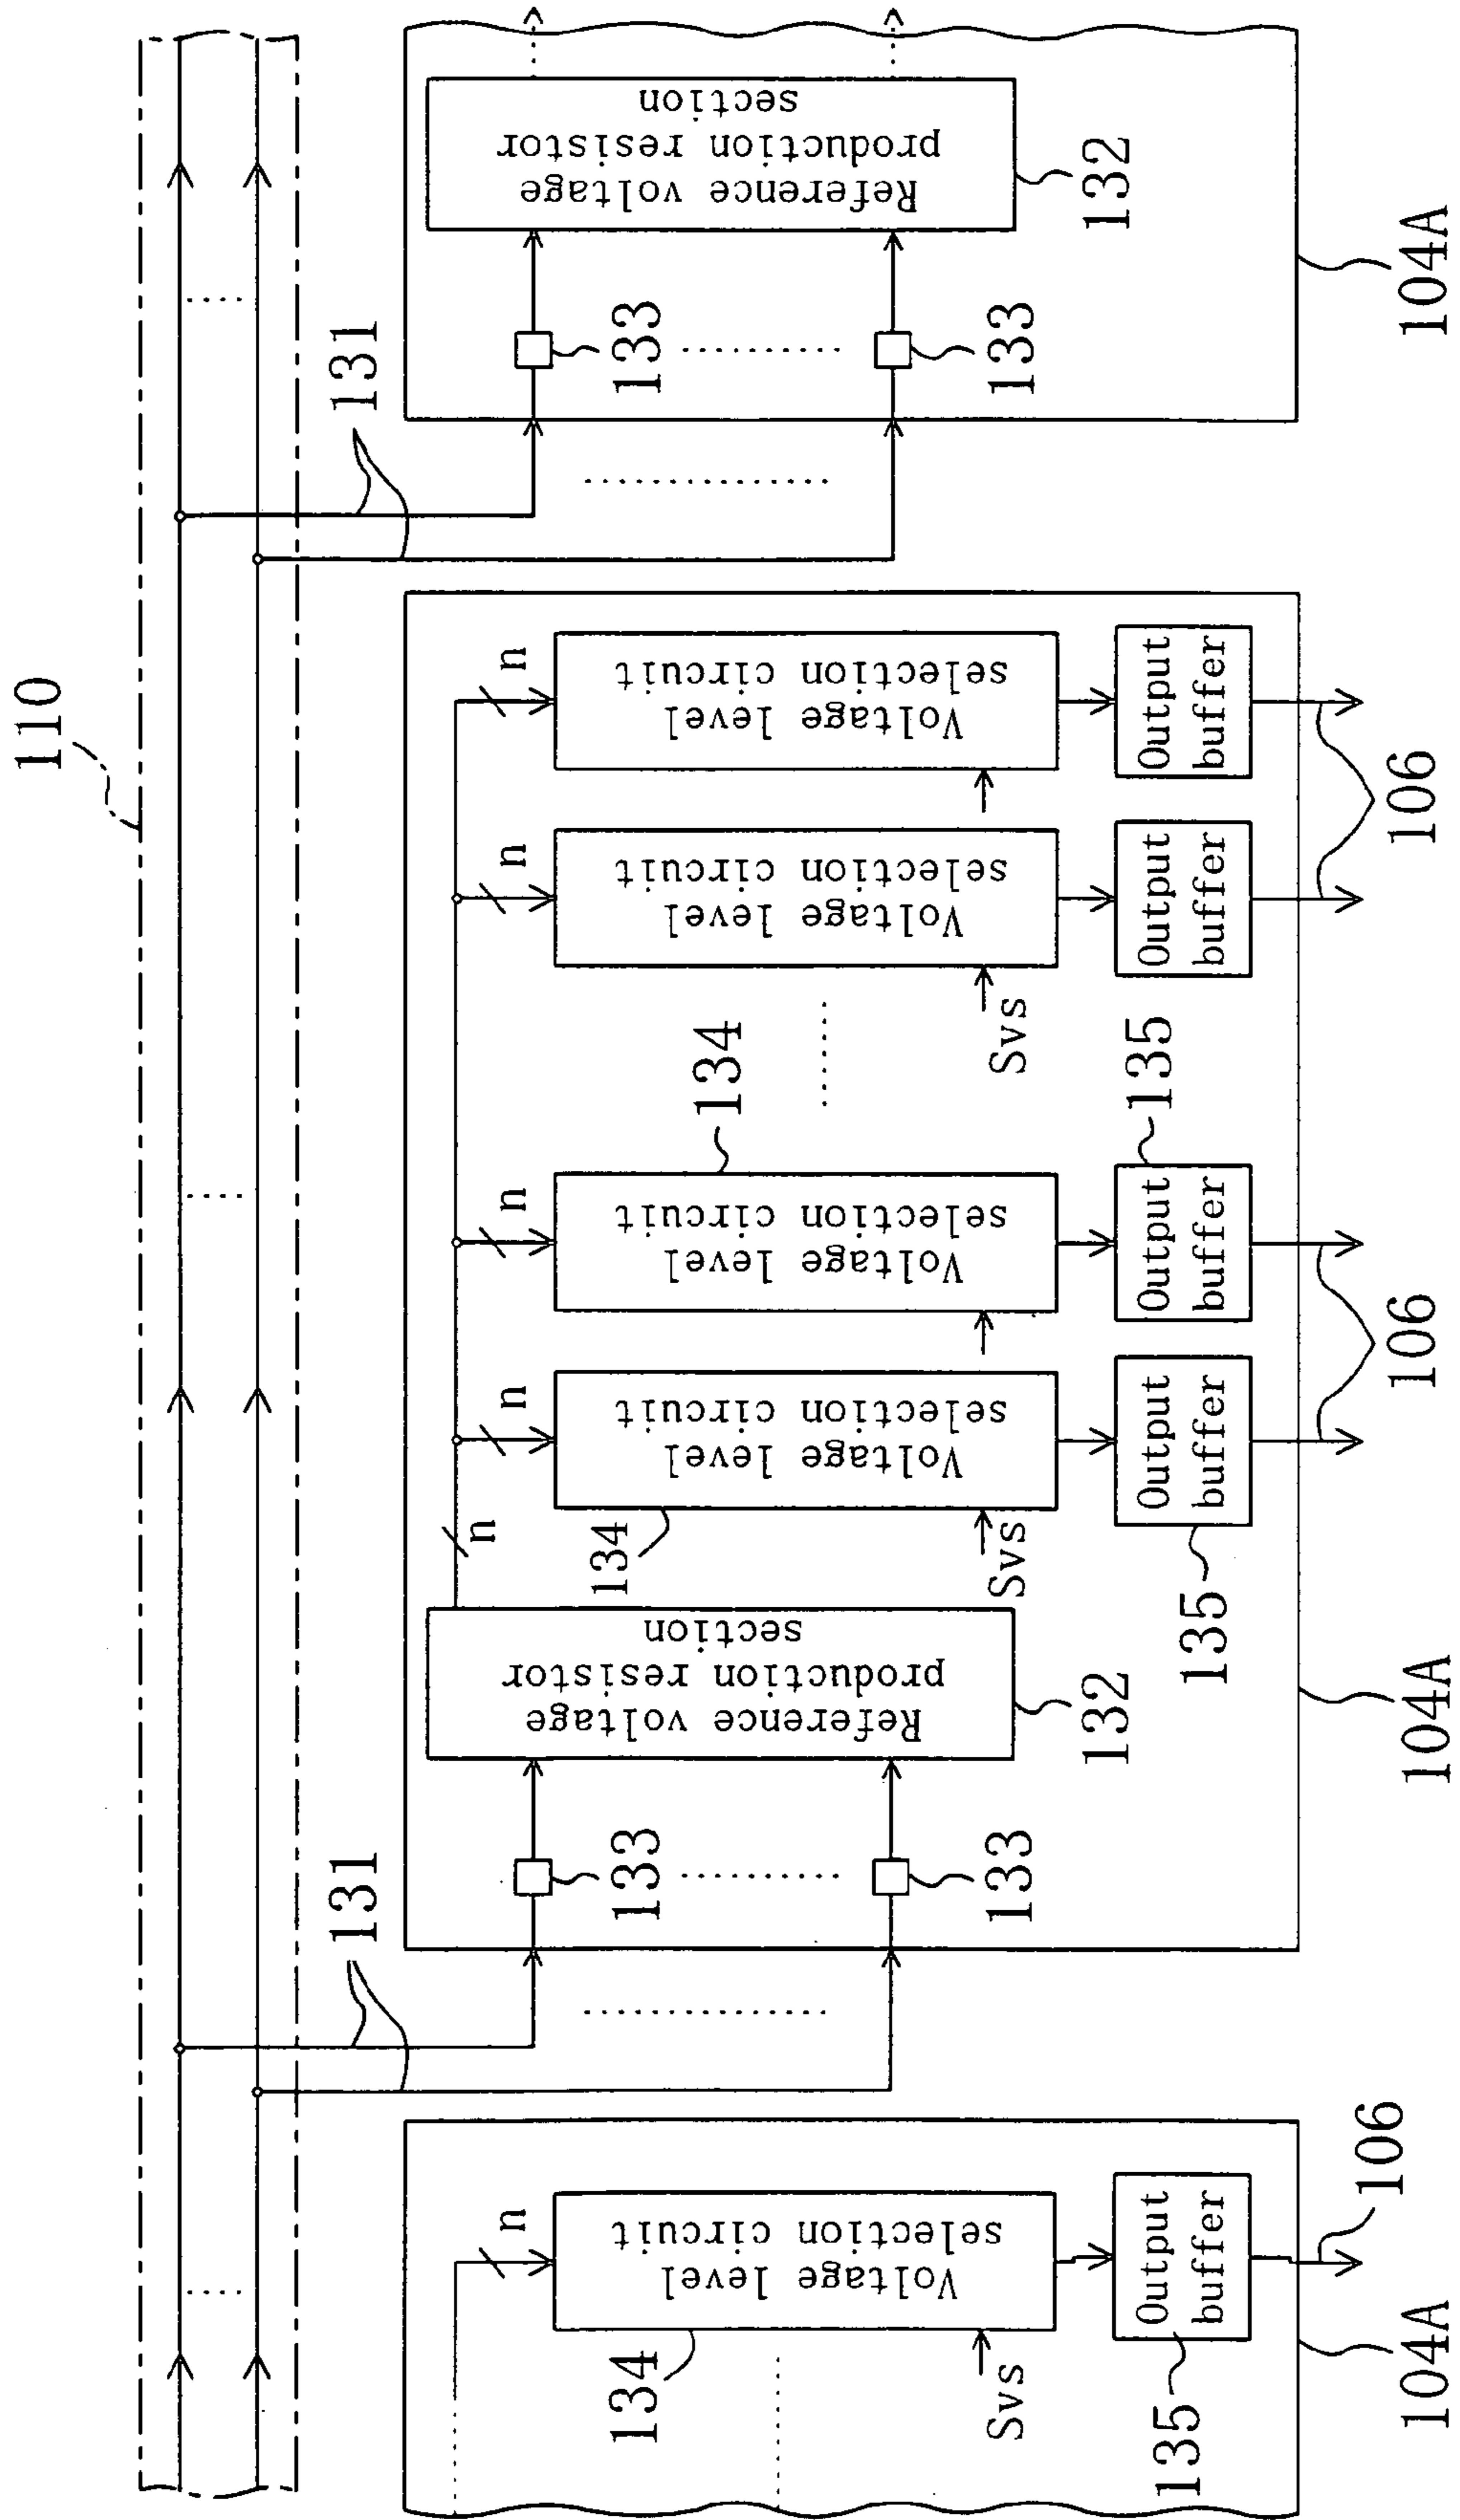 110
131
131
n
Voltage level
selection circuit
134
Svs
Output
buffer
135
106
104A
133
133
Reference voltage
production resistor
section
132
n
n
Voltage level
selection circuit
134
Svs
Output
buffer
135
n
Voltage level
selection circuit
134
Output
buffer
135
106
n
Voltage level
selection circuit
Svs
Output
buffer
n
Voltage level
selection circuit
Output
buffer
106
104A
133
133
Reference voltage
production resistor
section
132
104A